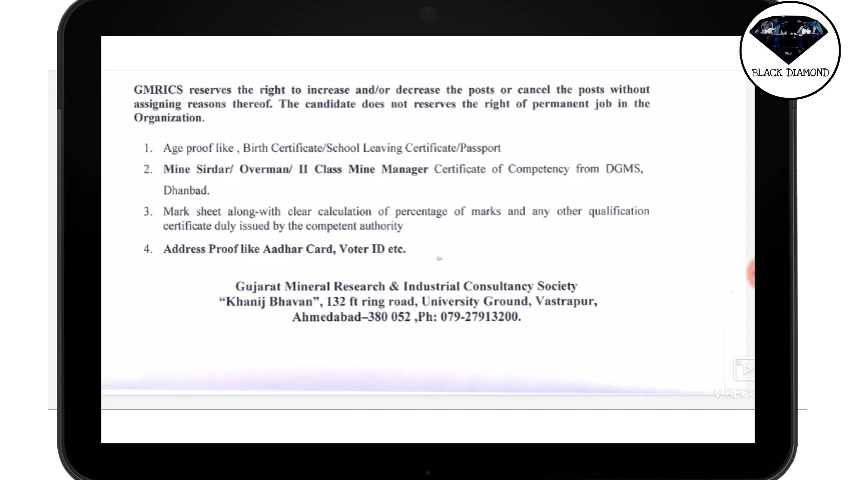 BLACK DIAMOND
GMRICS reserves the right to increase and/or decrease the posts or cancel the posts without
assigning reasons thereof. The candidate does not reserves the right of permanent job in the
Organization.
1. Age proof like , Birth Certificate/School Leaving Certificate/Passport
2. Mine Sirdar/ Overman/ II Class Mine Manager Certificate of Competency from DGMS,
Dhanbad.
3. Mark sheet along-with clear calculation of percentage of marks and any other qualification
certificate duly issued by the competent authority
4. Address Proof like Aadhar Card, Voter ID etc.
Gujarat Mineral Research & Industrial Consultancy Society
“Khanij Bhavan”, 132 ft ring road, University Ground, Vastrapur,
Ahmedabad–380 052 ,Ph: 079-27913200.